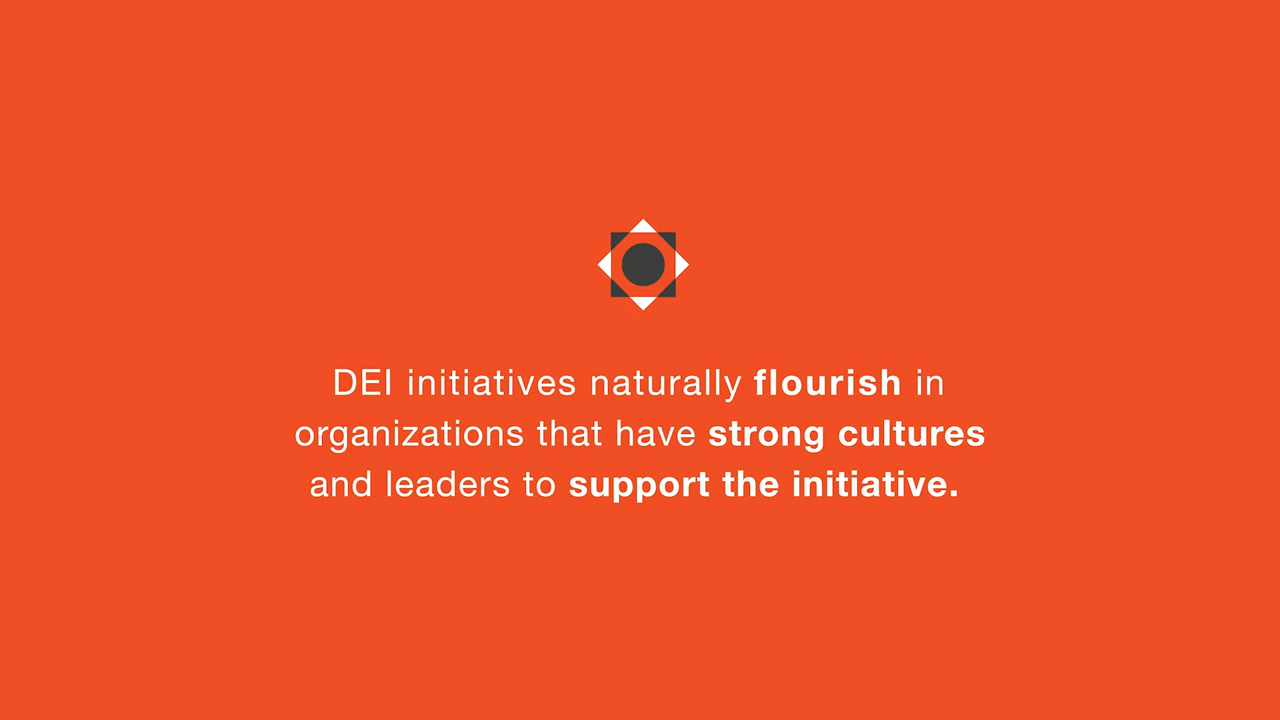 DEI initiatives naturally flourish in
organizations that have strong cultures
and leaders to support the initiative.